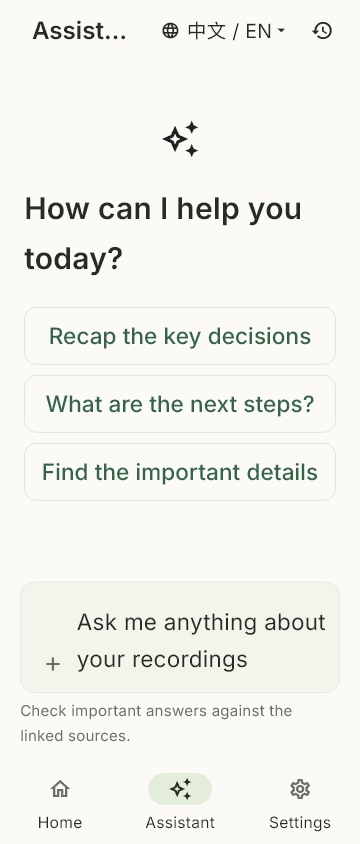 Assist...
中文 / EN
How can I help you
today?
Recap the key decisions
What are the next steps?
Find the important details
Ask me anything about
your recordings
Check important answers against the
linked sources.
Home
Assistant
Settings